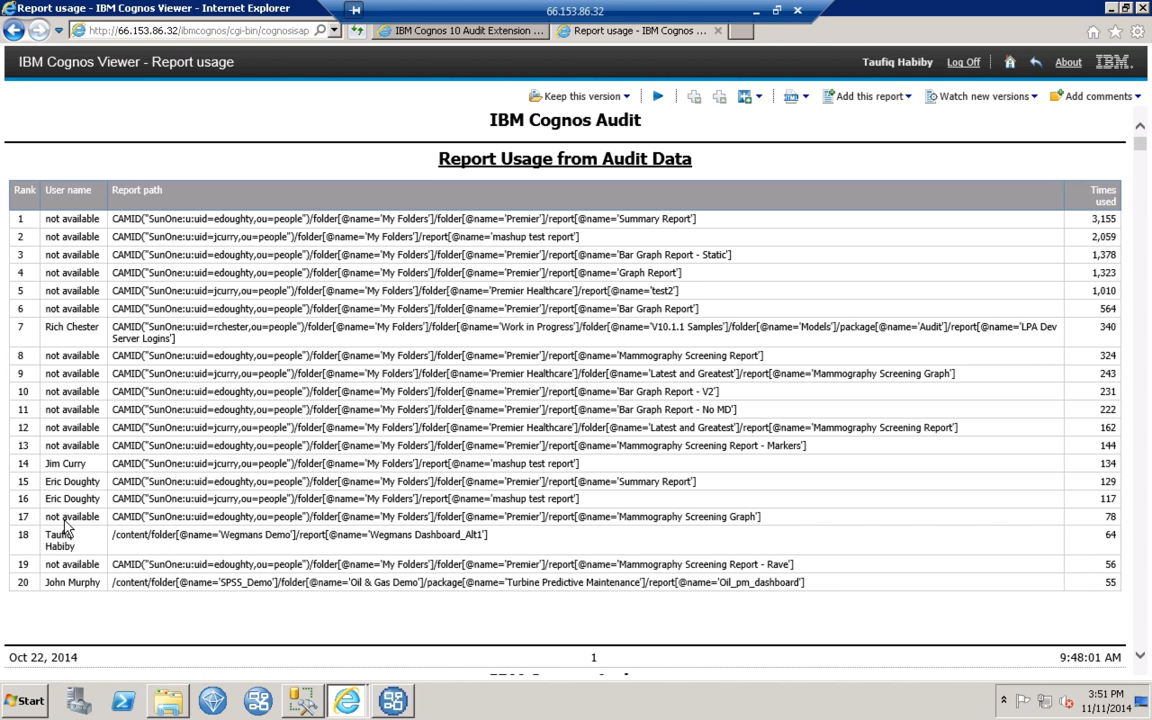 Report usage - IBM Cognos Viewer - Internet Explorer
66.153.86.32
http://66.153.86.32/ibmcognos/cgi-bin/cognosisap
IBM Cognos 10 Audit Extension ...
Report usage - IBM Cognos ...
IBM Cognos Viewer - Report usage
Taufiq Habiby Log Off About IBM.
Keep this version Add this report Watch new versions Add comments
IBM Cognos Audit
Report Usage from Audit Data
Rank User name Report path Times used
1 not available CAMID("SunOne:u:uid=edoughty,ou=people")/folder[@name='My Folders']/folder[@name='Premier']/report[@name='Summary Report'] 3,155
2 not available CAMID("SunOne:u:uid=jcurry,ou=people")/folder[@name='My Folders']/report[@name='mashup test report'] 2,059
3 not available CAMID("SunOne:u:uid=edoughty,ou=people")/folder[@name='My Folders']/folder[@name='Premier']/report[@name='Bar Graph Report - Static'] 1,378
4 not available CAMID("SunOne:u:uid=edoughty,ou=people")/folder[@name='My Folders']/folder[@name='Premier']/report[@name='Graph Report'] 1,323
5 not available CAMID("SunOne:u:uid=jcurry,ou=people")/folder[@name='My Folders']/folder[@name='Premier Healthcare']/report[@name='test2'] 1,010
6 not available CAMID("SunOne:u:uid=edoughty,ou=people")/folder[@name='My Folders']/folder[@name='Premier']/report[@name='Bar Graph Report'] 564
7 Rich Chester CAMID("SunOne:u:uid=rchester,ou=people")/folder[@name='My Folders']/folder[@name='Work in Progress']/folder[@name='V10.1.1 Samples']/folder[@name='Models']/package[@name='Audit']/report[@name='LPA Dev 340
Server Logins']
8 not available CAMID("SunOne:u:uid=edoughty,ou=people")/folder[@name='My Folders']/folder[@name='Premier']/report[@name='Mammography Screening Report'] 324
9 not available CAMID("SunOne:u:uid=jcurry,ou=people")/folder[@name='My Folders']/folder[@name='Premier Healthcare']/folder[@name='Latest and Greatest']/report[@name='Mammography Screening Graph'] 243
10 not available CAMID("SunOne:u:uid=edoughty,ou=people")/folder[@name='My Folders']/folder[@name='Premier']/report[@name='Bar Graph Report - V2'] 231
11 not available CAMID("SunOne:u:uid=edoughty,ou=people")/folder[@name='My Folders']/folder[@name='Premier']/report[@name='Bar Graph Report - No MD'] 222
12 not available CAMID("SunOne:u:uid=jcurry,ou=people")/folder[@name='My Folders']/folder[@name='Premier Healthcare']/folder[@name='Latest and Greatest']/report[@name='Mammography Screening Report'] 162
13 not available CAMID("SunOne:u:uid=edoughty,ou=people")/folder[@name='My Folders']/folder[@name='Premier']/report[@name='Mammography Screening Report - Markers'] 144
14 Jim Curry CAMID("SunOne:u:uid=jcurry,ou=people")/folder[@name='My Folders']/report[@name='mashup test report'] 134
15 Eric Doughty CAMID("SunOne:u:uid=edoughty,ou=people")/folder[@name='My Folders']/folder[@name='Premier']/report[@name='Summary Report'] 129
16 Eric Doughty CAMID("SunOne:u:uid=jcurry,ou=people")/folder[@name='My Folders']/report[@name='mashup test report'] 117
17 not available CAMID("SunOne:u:uid=edoughty,ou=people")/folder[@name='My Folders']/folder[@name='Premier']/report[@name='Mammography Screening Graph'] 78
18 Taufiq Habiby /content/folder[@name='Wegmans Demo']/report[@name='Wegmans Dashboard_Alt1'] 64
19 not available CAMID("SunOne:u:uid=edoughty,ou=people")/folder[@name='My Folders']/folder[@name='Premier']/report[@name='Mammography Screening Report - Rave'] 56
20 John Murphy /content/folder[@name='SPSS_Demo']/folder[@name='Oil & Gas Demo']/package[@name='Turbine Predictive Maintenance']/report[@name='Oil_pm_dashboard'] 55
Oct 22, 2014 1 9:48:01 AM
Start
3:51 PM
11/11/2014